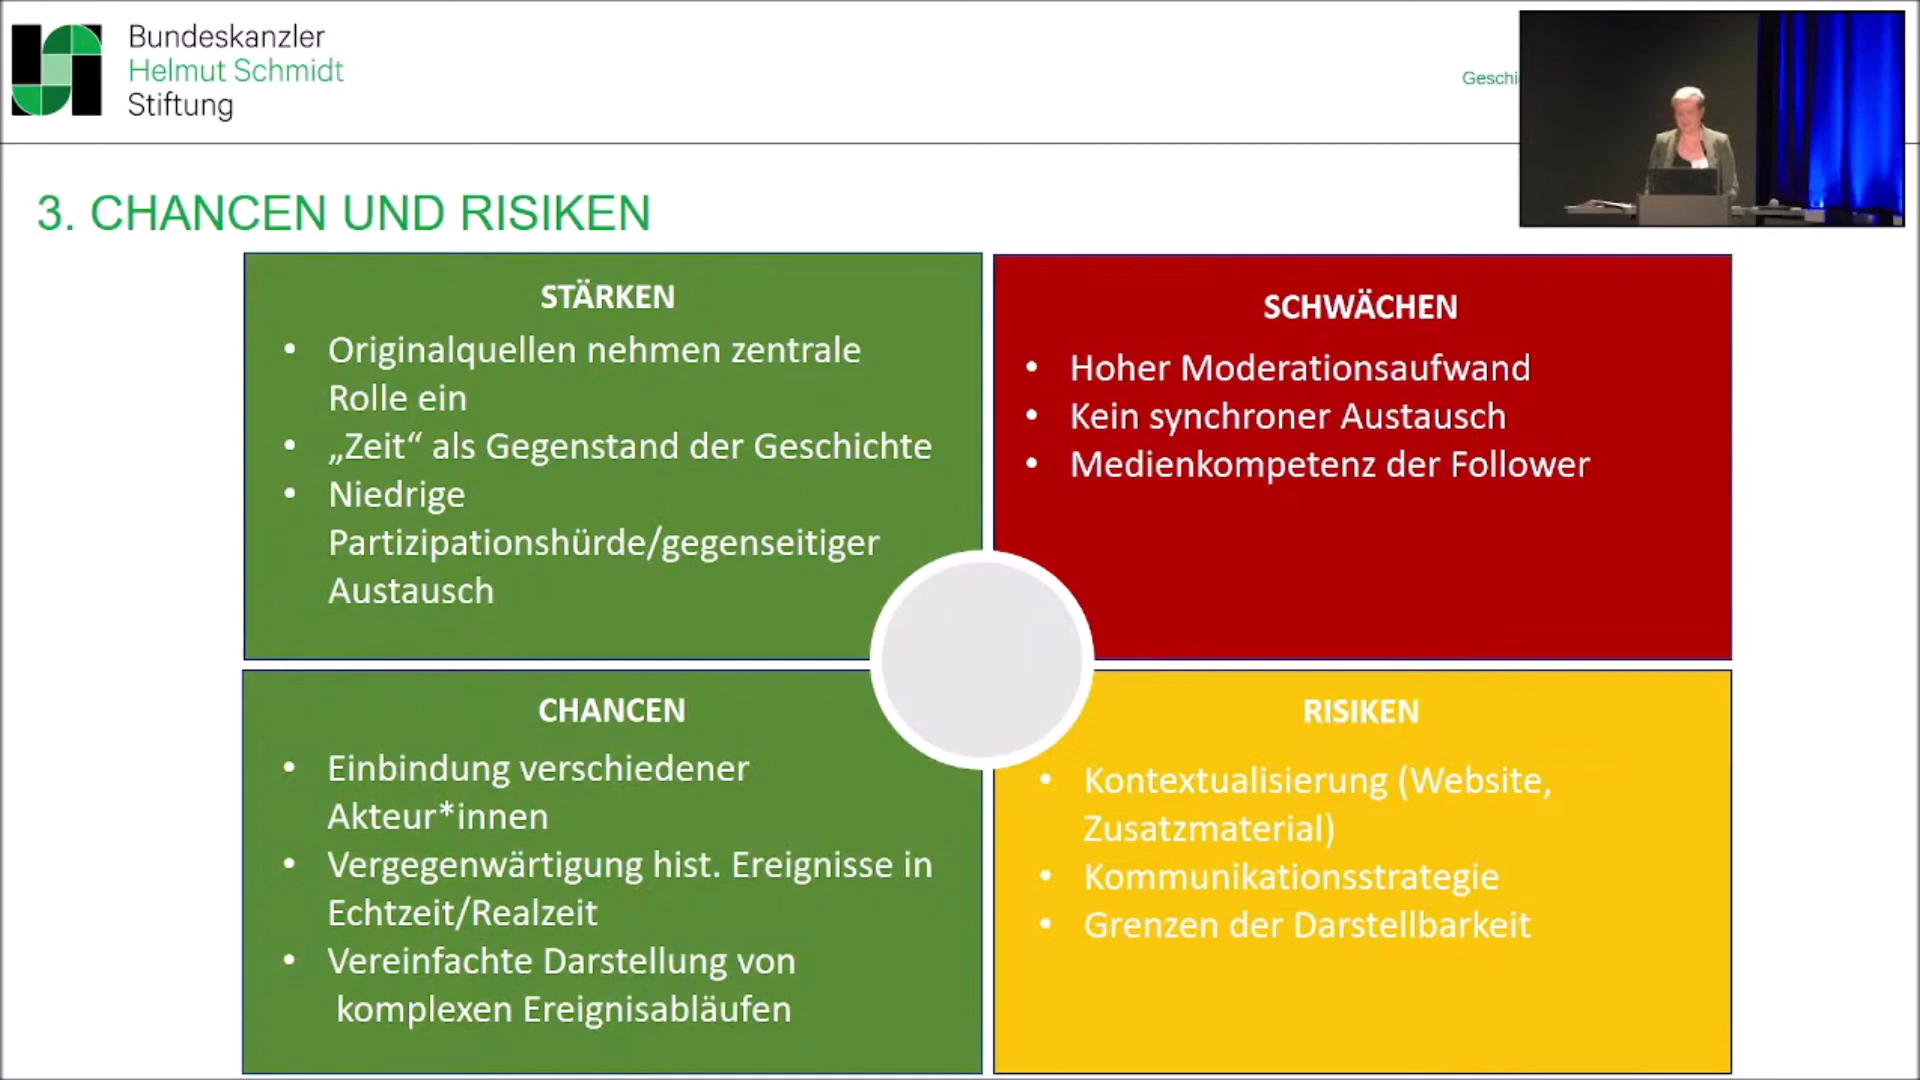 Bundeskanzler
Helmut Schmidt
Stiftung
3. CHANCEN UND RISIKEN
STÄRKEN
• Originalquellen nehmen zentrale
Rolle ein
• „Zeit“ als Gegenstand der Geschichte
• Niedrige
Partizipationshürde/gegenseitiger
Austausch
SCHWÄCHEN
• Hoher Moderationsaufwand
• Kein synchroner Austausch
• Medienkompetenz der Follower
CHANCEN
• Einbindung verschiedener
Akteur*innen
• Vergegenwärtigung hist. Ereignisse in
Echtzeit/Realzeit
• Vereinfachte Darstellung von
komplexen Ereignisabläufen
RISIKEN
• Kontextualisierung (Website,
Zusatzmaterial)
• Kommunikationsstrategie
• Grenzen der Darstellbarkeit